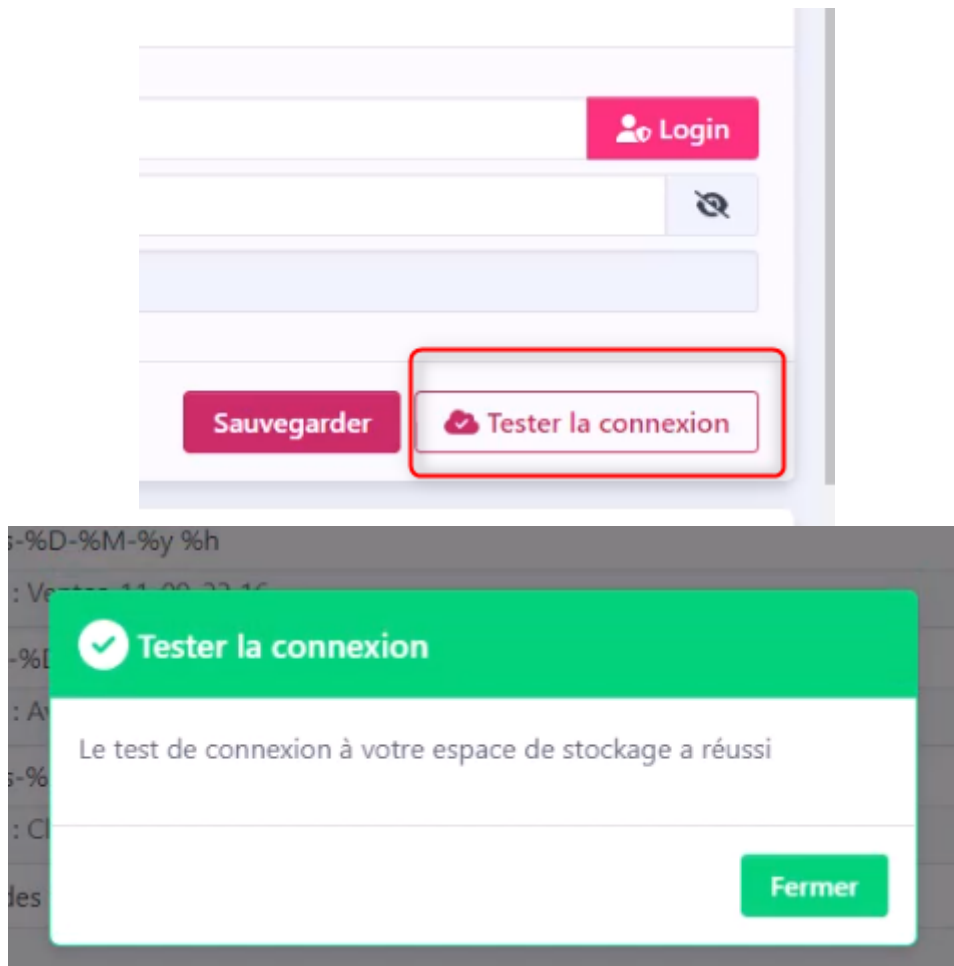 Login
Sauvegarder
Tester la connexion
s-%D-%M-%y %h
Tester la connexion
Le test de connexion à votre espace de stockage a réussi
Fermer